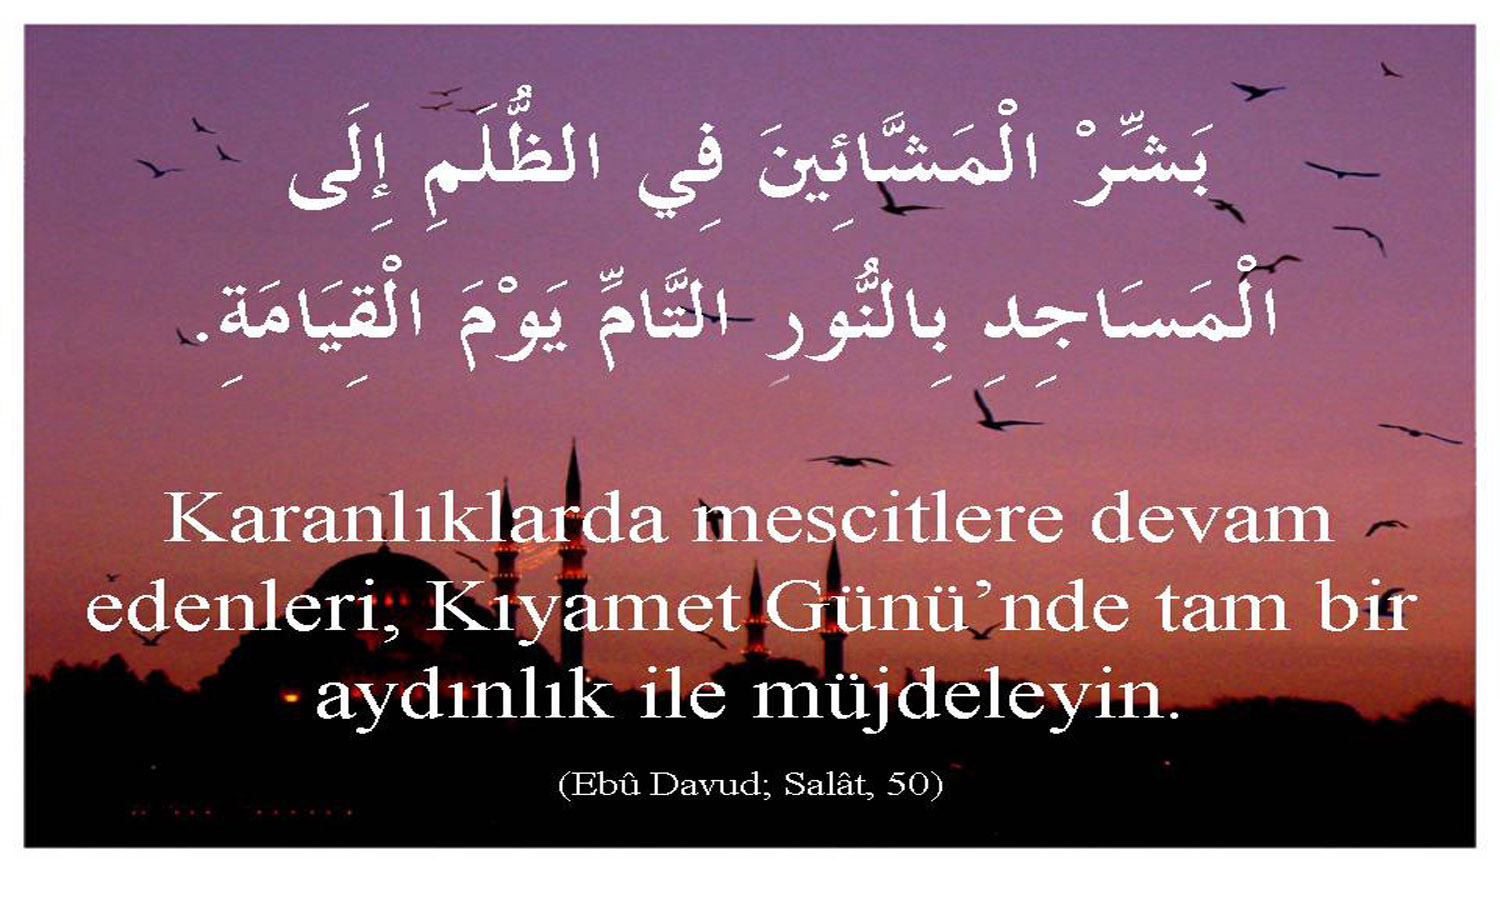 بَشِّرْ الْمَشَّائِينَ فِي الظُّلَمِ إِلَى
الْمَسَاجِدِ بِالنُّورِ التَّامِّ يَوْمَ الْقِيَامَةِ.
Karanlıklarda mescitlere devam
edenleri, Kıyamet Günü’nde tam bir
aydınlık ile müjdeleyin.
(Ebû Davud; Salât, 50)